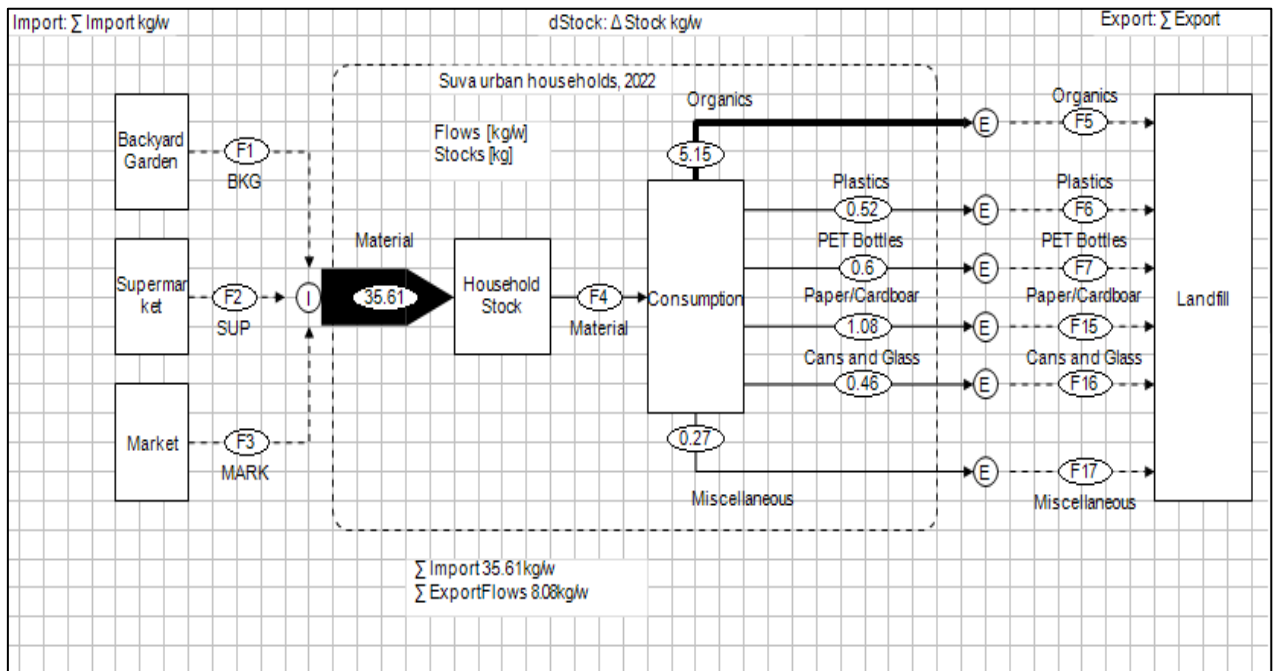 Import: ∑ Import kg/w
dStock: Δ Stock kg/w
Export: ∑ Export
Suva urban households, 2022
Flows [kg/w]
Stocks [kg]
Backyard
Garden
F1
BKG
Supermar
ket
F2
SUP
Market
F3
MARK
I
Material
35.61
Household
Stock
F4
Material
Consumption
Organics
5.15
E
Organics
F5
Plastics
0.52
E
Plastics
F6
PET Bottles
0.6
E
PET Bottles
F7
Paper/Cardboar
1.08
E
Paper/Cardboar
F15
Cans and Glass
0.46
E
Cans and Glass
F16
0.27
Miscellaneous
E
F17
Miscellaneous
Landfill
∑ Import 35.61kg/w
∑ ExportFlows 8.08kg/w